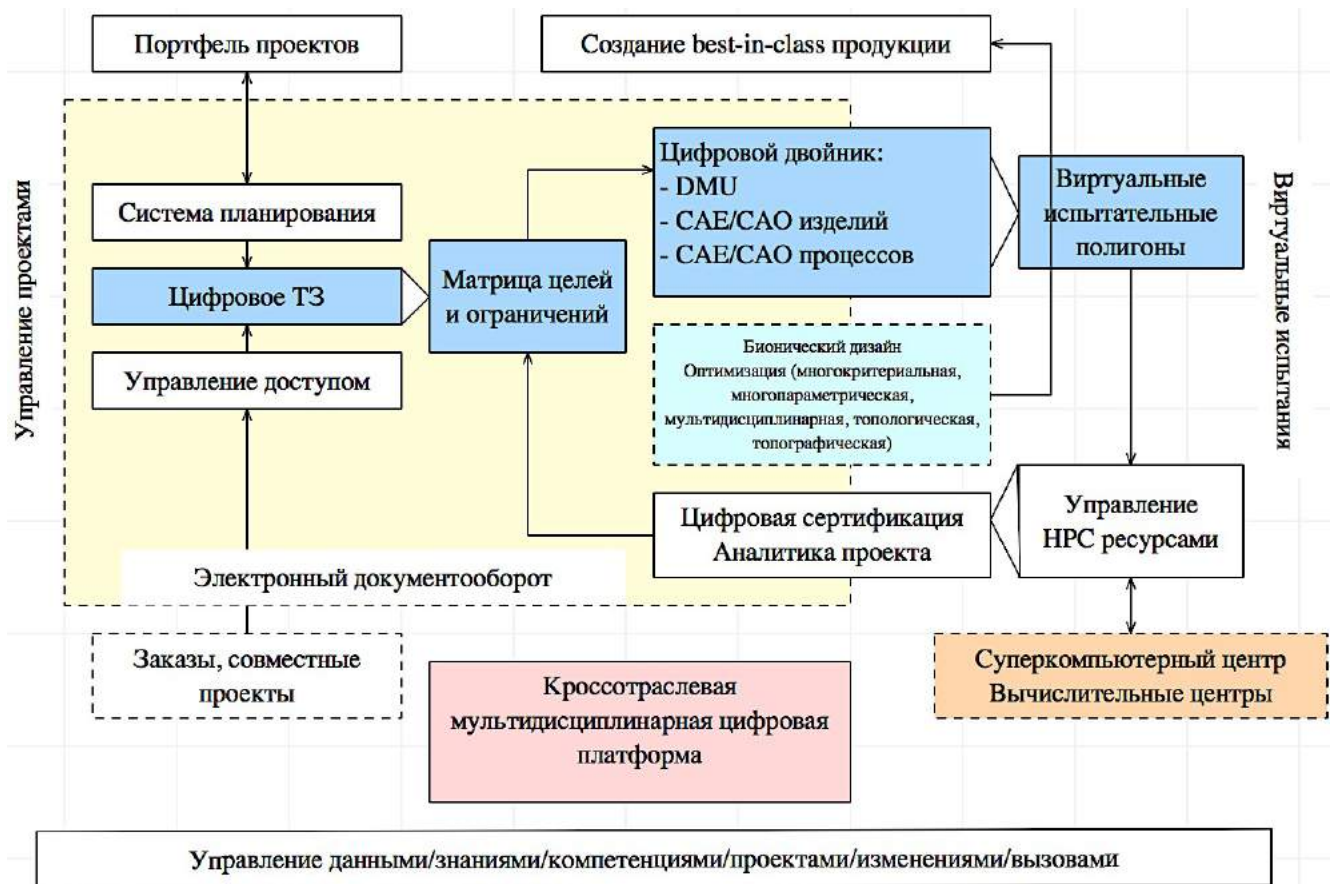 Портфель проектов
Создание best-in-class продукции
Управление проектами
Система планирования
Цифровое ТЗ
Управление доступом
Матрица целей
и ограничений
Цифровой двойник:
- DMU
- CAE/CAO изделий
- CAE/CAO процессов
Виртуальные
испытательные
полигоны
Виртуальные испытания
Бионический дизайн
Оптимизация (многокритериальная,
многопараметрическая,
мультидисциплинарная, топологическая,
топографическая)
Цифровая сертификация
Аналитика проекта
Управление
HPC ресурсами
Электронный документооборот
Заказы, совместные
проекты
Кроссотраслевая
мультидисциплинарная цифровая
платформа
Суперкомпьютерный центр
Вычислительные центры
Управление данными/знаниями/компетенциями/проектами/изменениями/вызовами